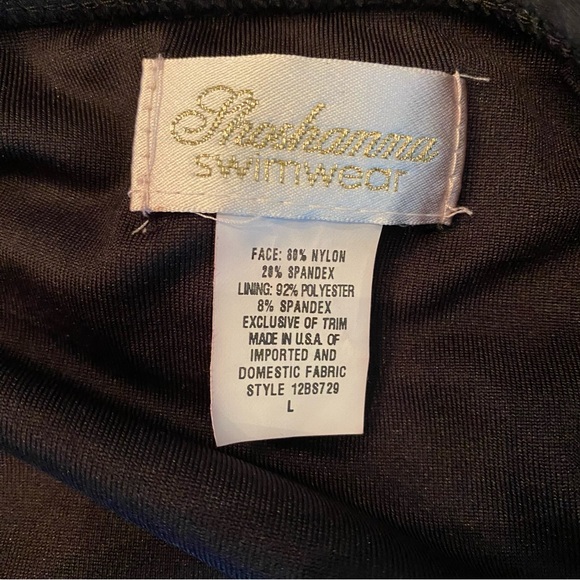 Shoshanna
swimwear
FACE: 80% NYLON
20% SPANDEX
LINING: 92% POLYESTER
8% SPANDEX
EXCLUSIVE OF TRIM
MADE IN U.S.A. OF
IMPORTED AND
DOMESTIC FABRIC
STYLE 12BS729
L